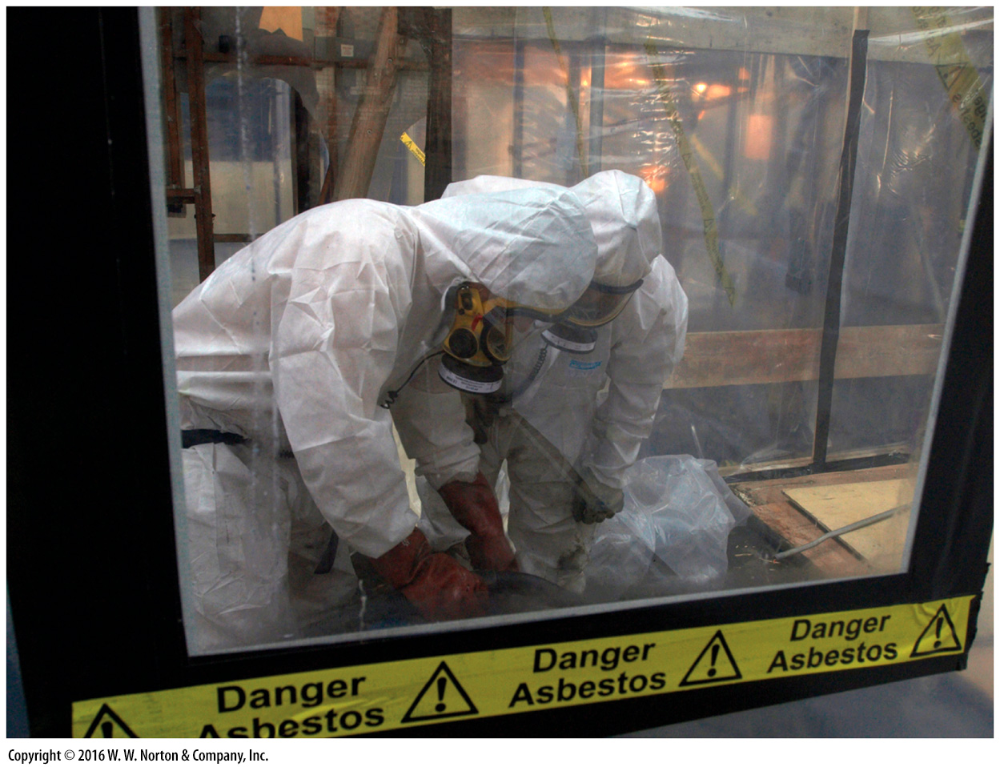 Danger
Asbestos
Danger
Asbestos
Danger
Asbestos
Copyright © 2016 W. W. Norton & Company, Inc.